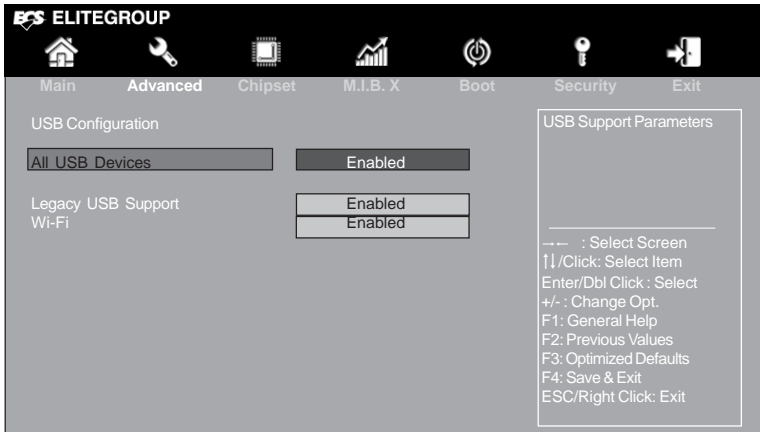 ECS ELITEGROUP
Main Advanced Chipset M.I.B. X Boot Security Exit
USB Configuration
All USB Devices Enabled
Legacy USB Support Enabled
Wi-Fi Enabled
USB Support Parameters
→← : Select Screen
↑↓/Click: Select Item
Enter/Dbl Click : Select
+/- : Change Opt.
F1: General Help
F2: Previous Values
F3: Optimized Defaults
F4: Save & Exit
ESC/Right Click: Exit